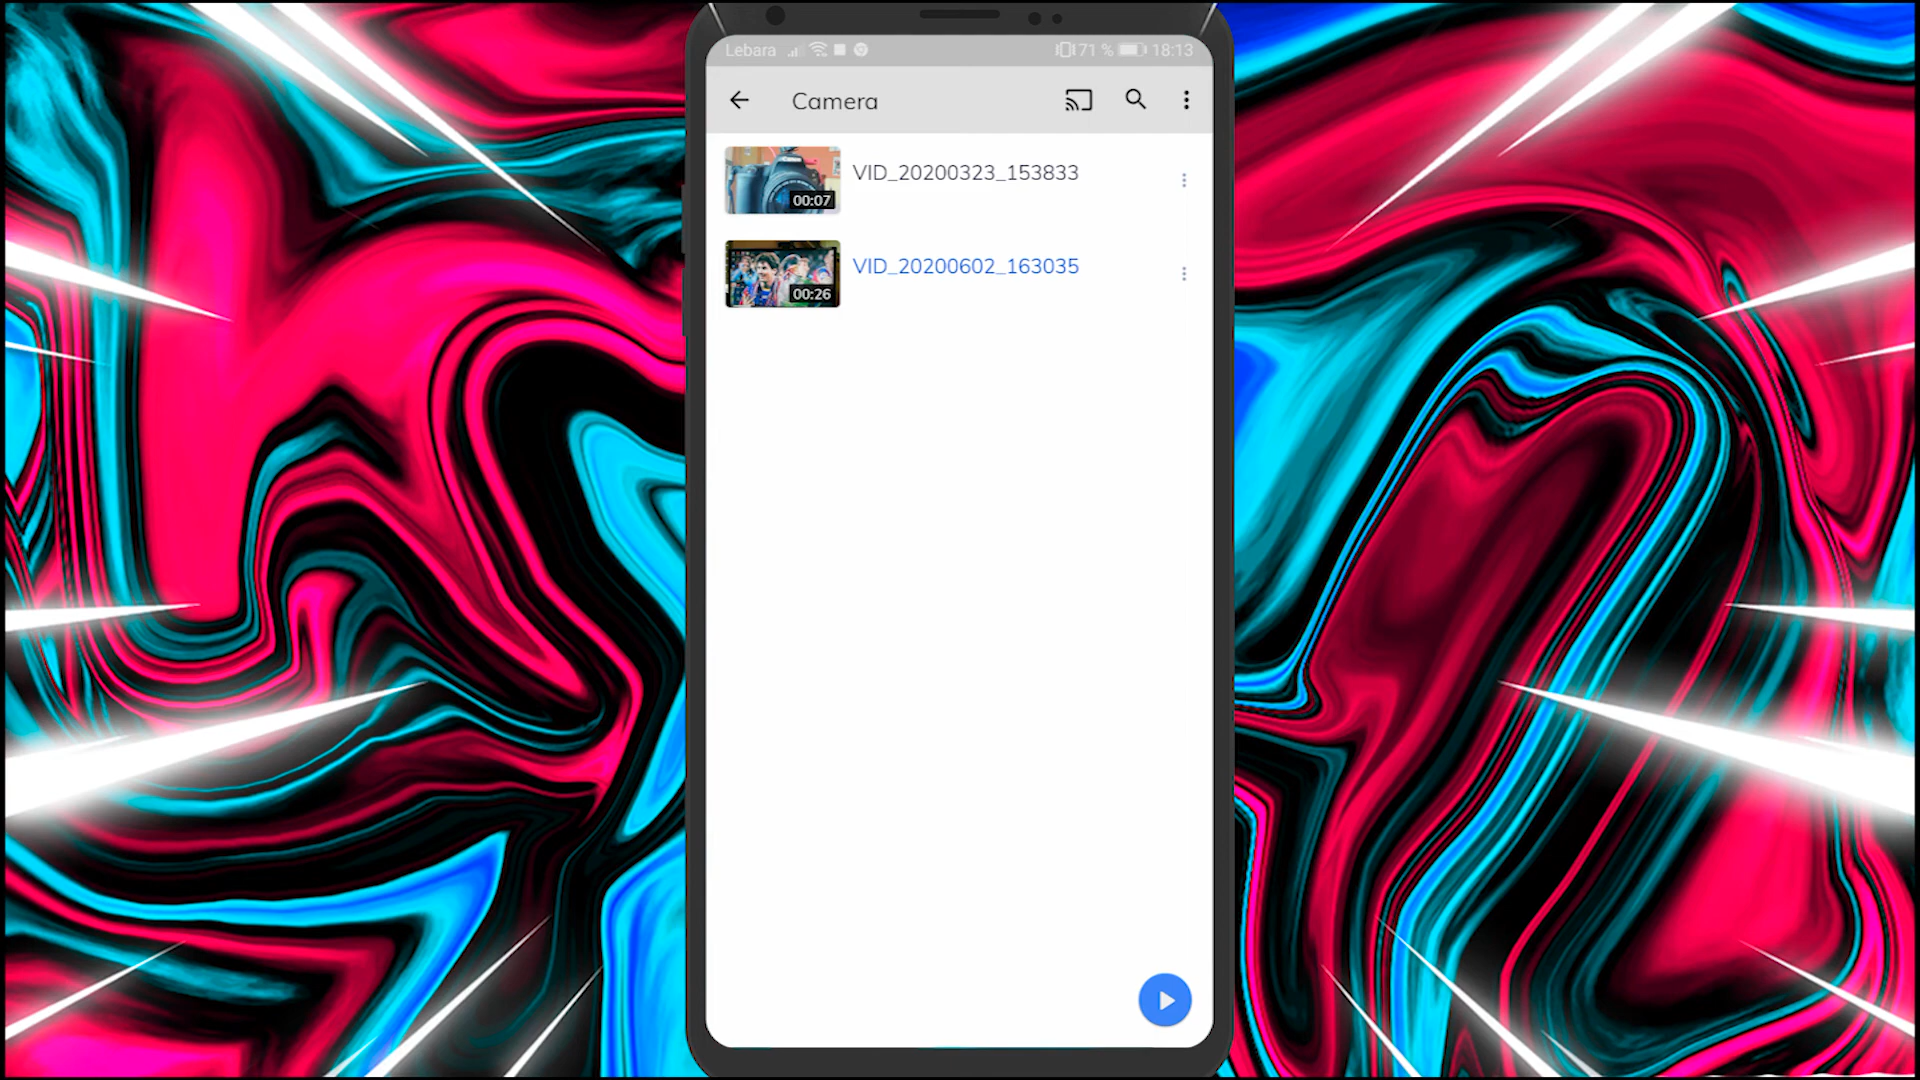 Lebara 71 % 18:13
Camera
VID_20200323_153833
00:07
VID_20200602_163035
00:26